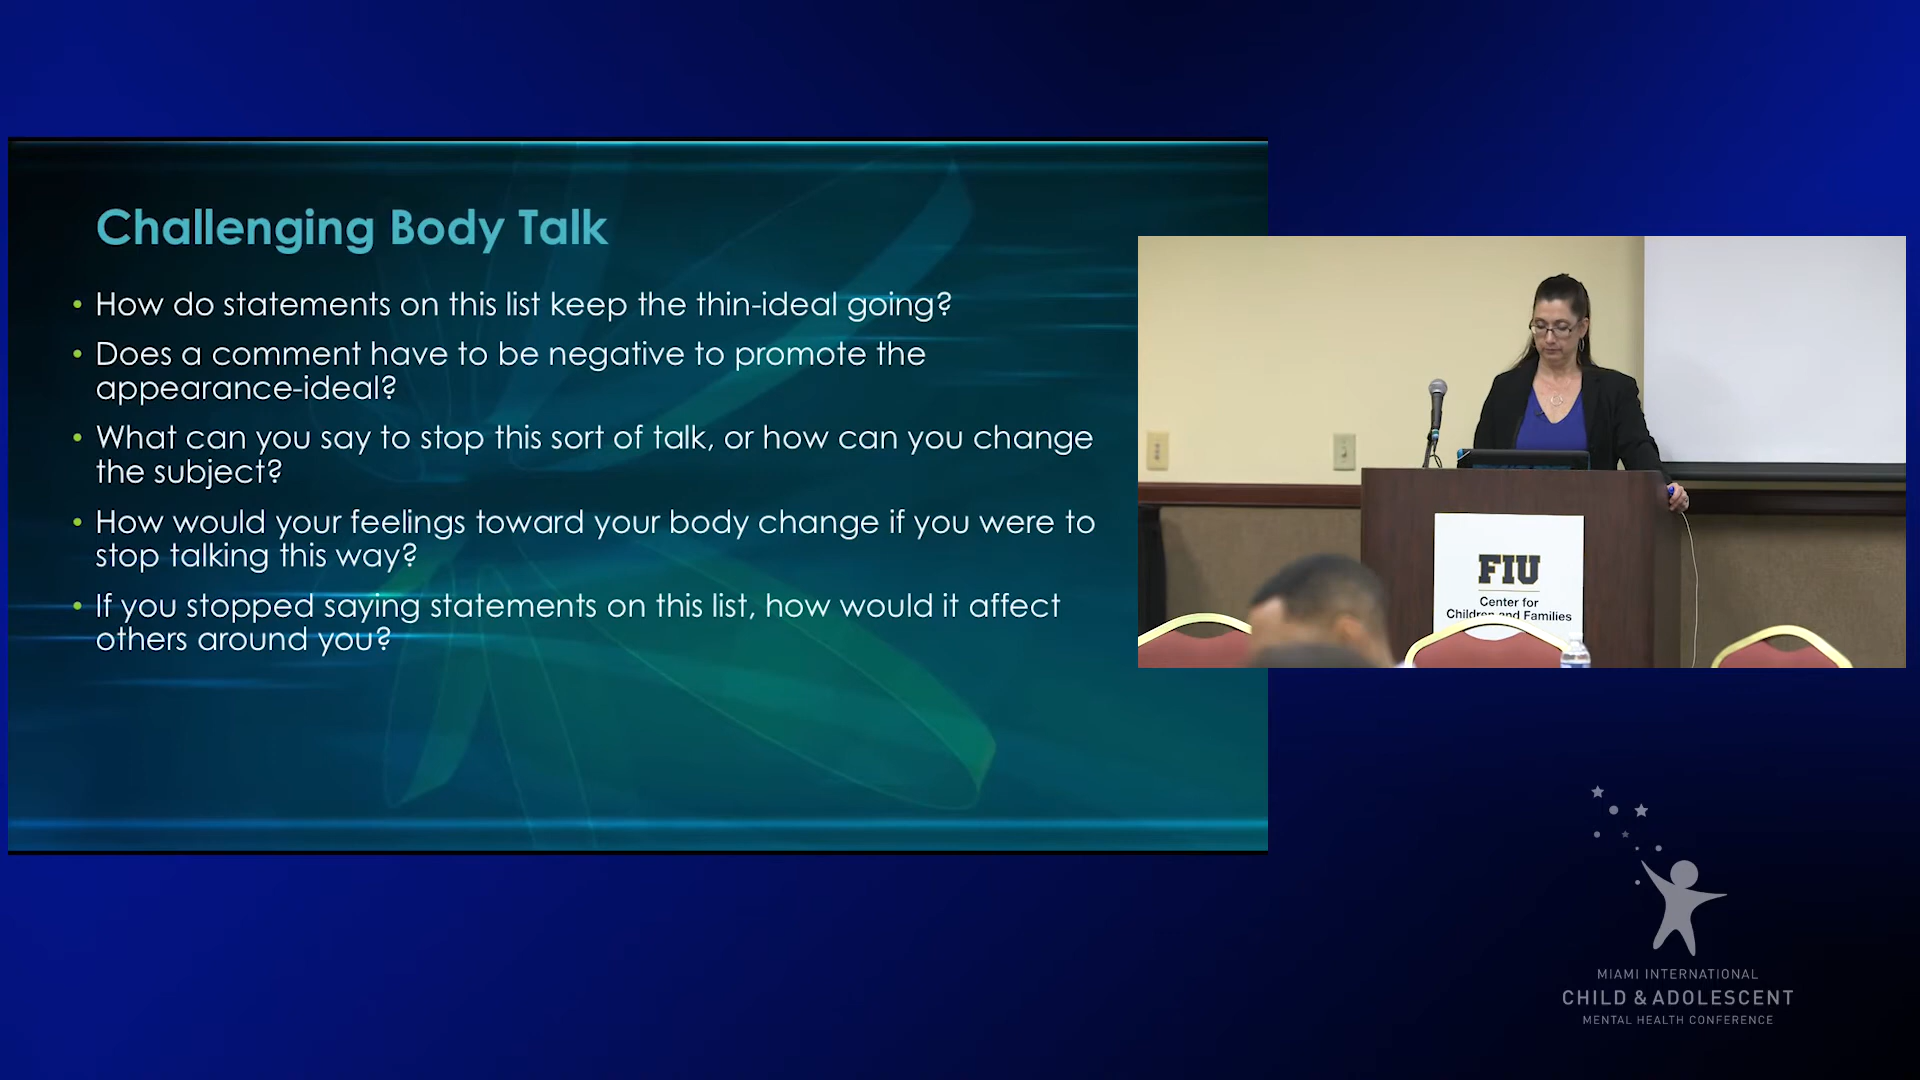 Challenging Body Talk
• How do statements on this list keep the thin-ideal going?
• Does a comment have to be negative to promote the
appearance-ideal?
• What can you say to stop this sort of talk, or how can you change
the subject?
• How would your feelings toward your body change if you were to
stop talking this way?
• If you stopped saying statements on this list, how would it affect
others around you?
FIU
Center for
Children and Families
MIAMI INTERNATIONAL
CHILD & ADOLESCENT
MENTAL HEALTH CONFERENCE